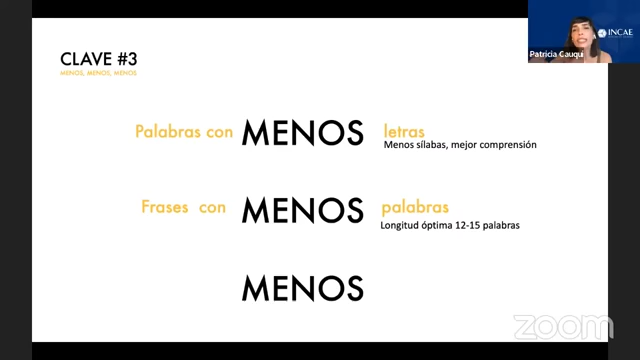 CLAVE #3
MENOS, MENOS, MENOS
INCAE
Patricia Cauqui
Palabras con MENOS letras
Menos sílabas, mejor comprensión
Frases con MENOS palabras
Longitud óptima 12-15 palabras
MENOS
zoom